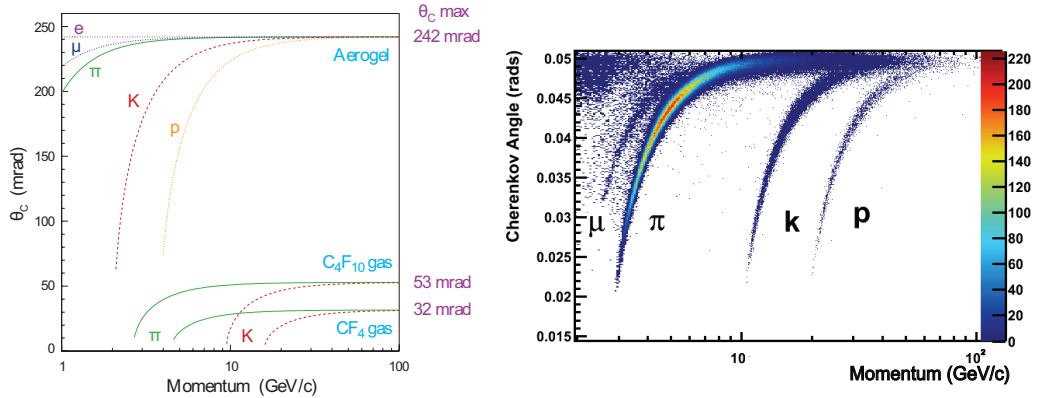 θC max
250
e
242 mrad
μ
Aerogel
π
200
K
p
150
θC (mrad)
100
C4F10 gas
50
53 mrad
32 mrad
π
K
CF4 gas
0
1
10
100
Momentum (GeV/c)
0.05
0.045
0.04
0.035
0.03
0.025
0.02
0.015
Cherenkov Angle (rads)
μ
π
k
p
220
200
180
160
140
120
100
80
60
40
20
0
10
10²
Momentum (GeV/c)